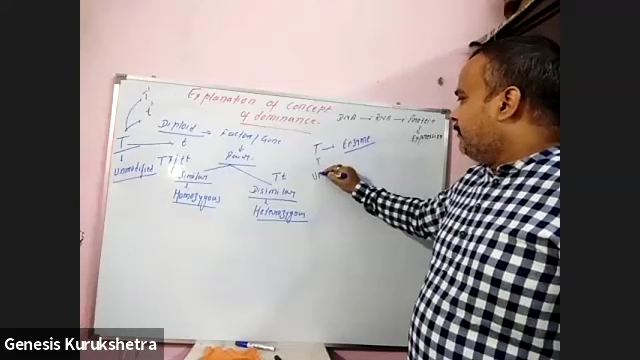 Explanation of concept
of dominance.
i
i
Diploid → Factor/Gene
DNA → RNA → Protein
Expression
T → t
Pair.
T → Enzyme
Unmodified
TT, tt
Similar
Homozygous
Tt
Dissimilar
Heterozygous
Genesis Kurukshetra